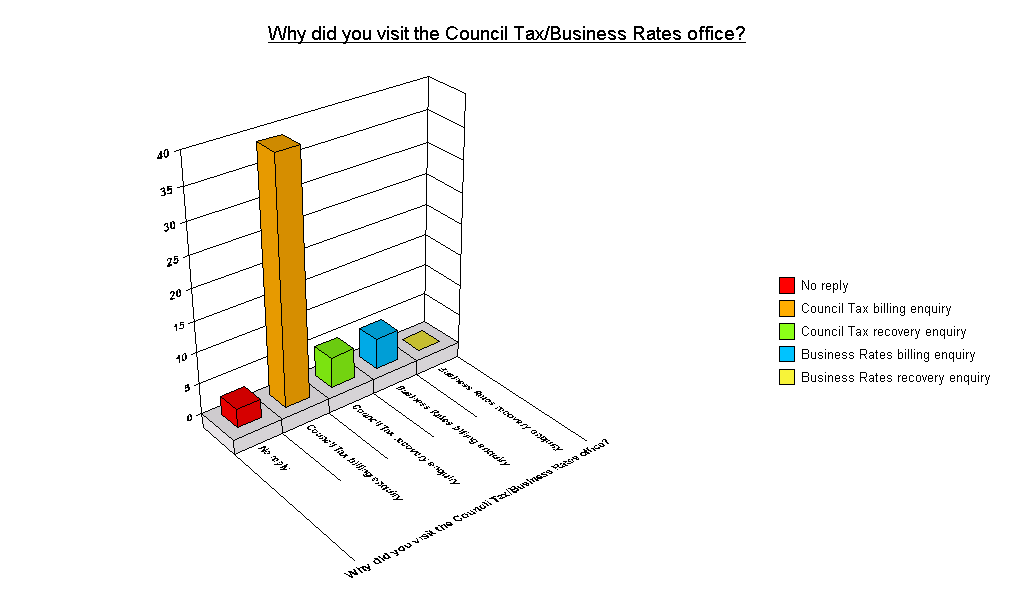 Why did you visit the Council Tax/Business Rates office?
40
35
30
25
20
15
10
5
0
No reply
Council Tax billing enquiry
Council Tax recovery enquiry
Business Rates billing enquiry
Business Rates recovery enquiry
Why did you visit the Council Tax/Business Rates office?
No reply
Council Tax billing enquiry
Council Tax recovery enquiry
Business Rates billing enquiry
Business Rates recovery enquiry